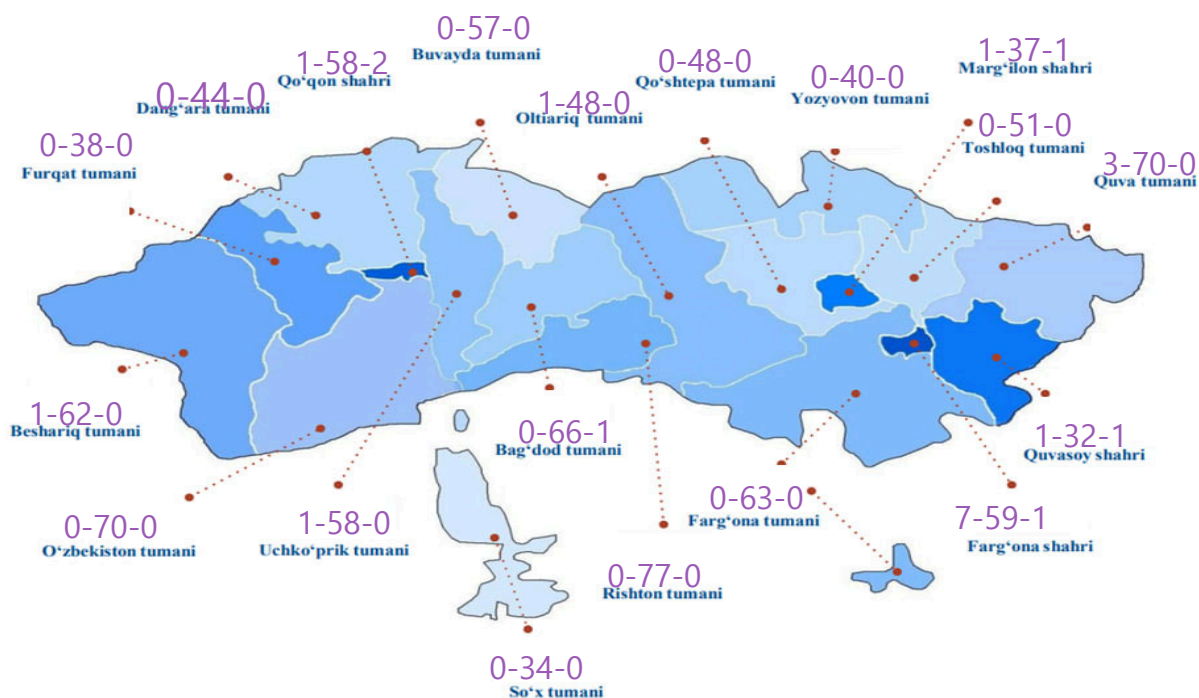 0-57-0
Buvayda tumani
1-58-2
Qo‘qon shahri
0-48-0
Qo‘shtepa tumani
1-37-1
Marg‘ilon shahri
0-44-0
Dang‘ara tumani
1-48-0
Oltiariq tumani
0-40-0
Yozyovon tumani
0-51-0
Toshloq tumani
0-38-0
Furqat tumani
3-70-0
Quva tumani
1-62-0
Beshariq tumani
0-66-1
Bag‘dod tumani
1-32-1
Quvasoy shahri
0-70-0
O‘zbekiston tumani
1-58-0
Uchko‘prik tumani
0-63-0
Farg‘ona tumani
7-59-1
Farg‘ona shahri
0-77-0
Rishton tumani
0-34-0
So‘x tumani